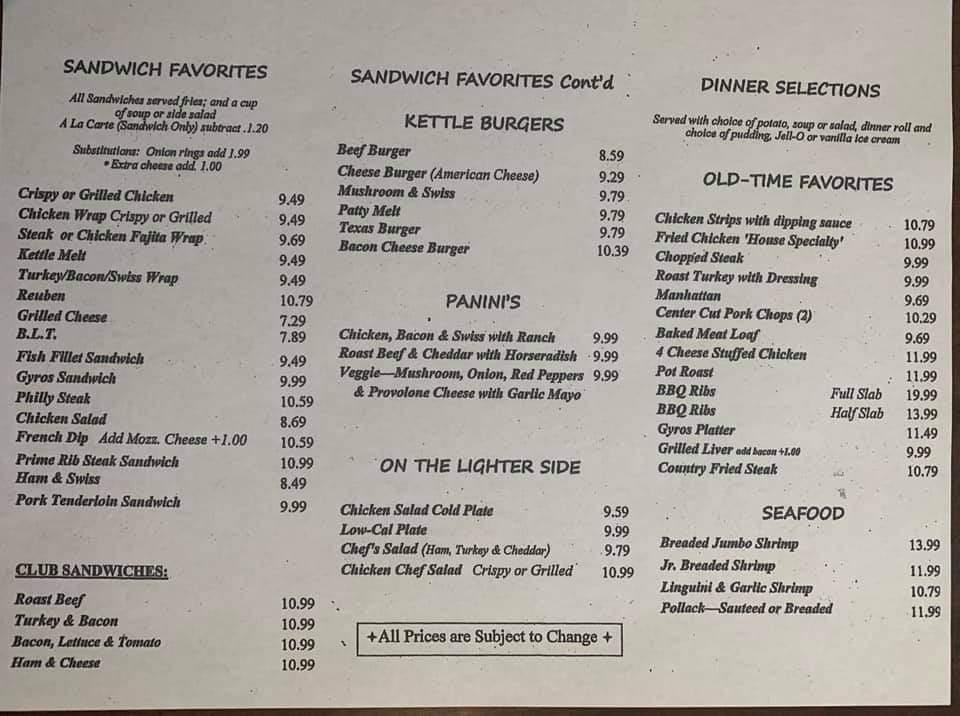 SANDWICH FAVORITES
All Sandwiches served fries; and a cup
of soup or side salad
A La Carte (Sandwich Only) subtract .1.20
Substitutions: Onion rings add 1.99
* Extra cheese add. 1.00
Crispy or Grilled Chicken 9.49
Chicken Wrap Crispy or Grilled 9.49
Steak or Chicken Fajita Wrap 9.69
Kettle Melt 9.49
Turkey/Bacon/Swiss Wrap 9.49
Reuben 10.79
Grilled Cheese 7.29
B.L.T. 7.89
Fish Fillet Sandwich 9.49
Gyros Sandwich 9.99
Philly Steak 10.59
Chicken Salad 8.69
French Dip Add Mozz. Cheese +1.00 10.59
Prime Rib Steak Sandwich 10.99
Ham & Swiss 8.49
Pork Tenderloin Sandwich 9.99
CLUB SANDWICHES:
Roast Beef 10.99
Turkey & Bacon 10.99
Bacon, Lettuce & Tomato 10.99
Ham & Cheese 10.99
SANDWICH FAVORITES Cont'd
KETTLE BURGERS
Beef Burger 8.59
Cheese Burger (American Cheese) 9.29
Mushroom & Swiss 9.79
Patty Melt 9.79
Texas Burger 9.79
Bacon Cheese Burger 10.39
PANINI'S
Chicken, Bacon & Swiss with Ranch 9.99
Roast Beef & Cheddar with Horseradish 9.99
Veggie—Mushroom, Onion, Red Peppers 9.99
& Provolone Cheese with Garlic Mayo
ON THE LIGHTER SIDE
Chicken Salad Cold Plate 9.59
Low-Cal Plate 9.99
Chef's Salad (Ham, Turkey & Cheddar) 9.79
Chicken Chef Salad Crispy or Grilled 10.99
+All Prices are Subject to Change +
DINNER SELECTIONS
Served with choice of potato, soup or salad, dinner roll and
choice of pudding, Jell-O or vanilla ice cream
OLD-TIME FAVORITES
Chicken Strips with dipping sauce 10.79
Fried Chicken 'House Specialty' 10.99
Chopped Steak 9.99
Roast Turkey with Dressing 9.99
Manhattan 9.69
Center Cut Pork Chops (2) 10.29
Baked Meat Loaf 9.69
4 Cheese Stuffed Chicken 11.99
Pot Roast 11.99
BBQ Ribs Full Slab 19.99
BBQ Ribs Half Slab 13.99
Gyros Platter 11.49
Grilled Liver add bacon +1.00 9.99
Country Fried Steak 10.79
SEAFOOD
Breaded Jumbo Shrimp 13.99
Jr. Breaded Shrimp 11.99
Linguini & Garlic Shrimp 10.79
Pollack—Sauteed or Breaded 11.99